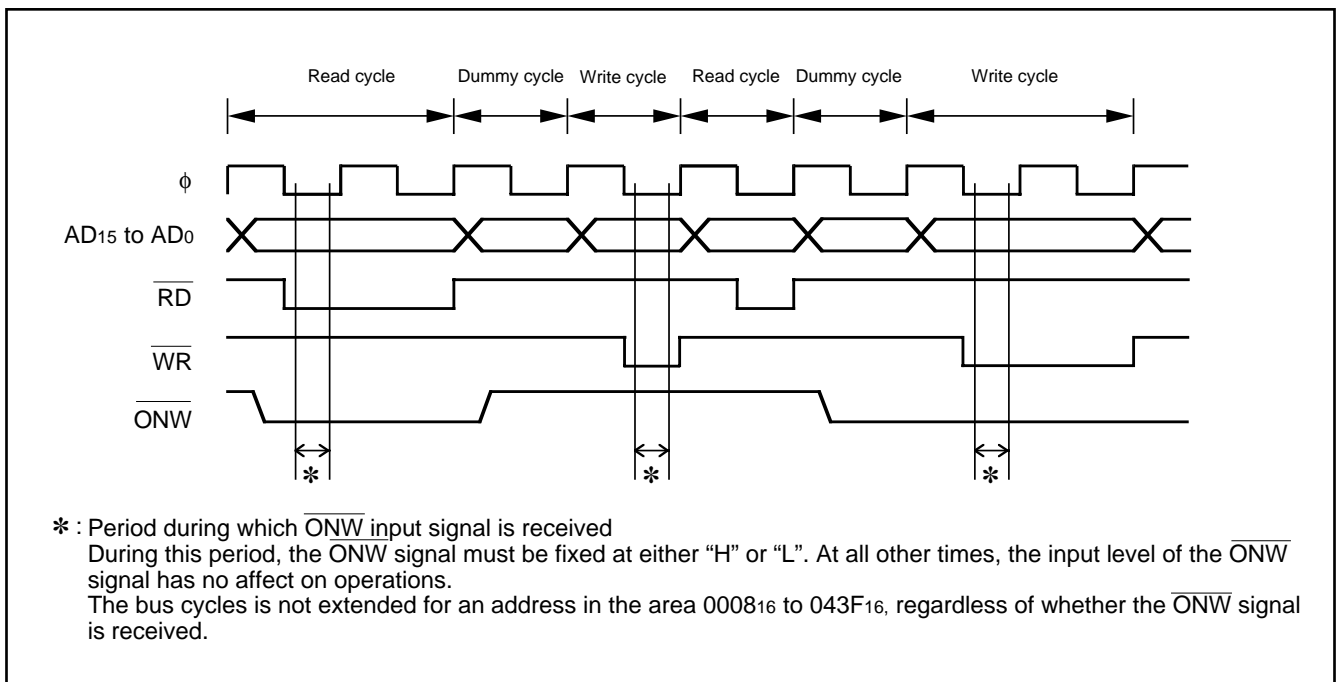 Read cycle Dummy cycle Write cycle Read cycle Dummy cycle Write cycle
ϕ
AD15 to AD0
RD
WR
ONW
✽ ✽ ✽
✽ : Period during which ONW input signal is received
During this period, the ONW signal must be fixed at either “H” or “L”. At all other times, the input level of the ONW
signal has no affect on operations.
The bus cycles is not extended for an address in the area 000816 to 043F16, regardless of whether the ONW signal
is received.